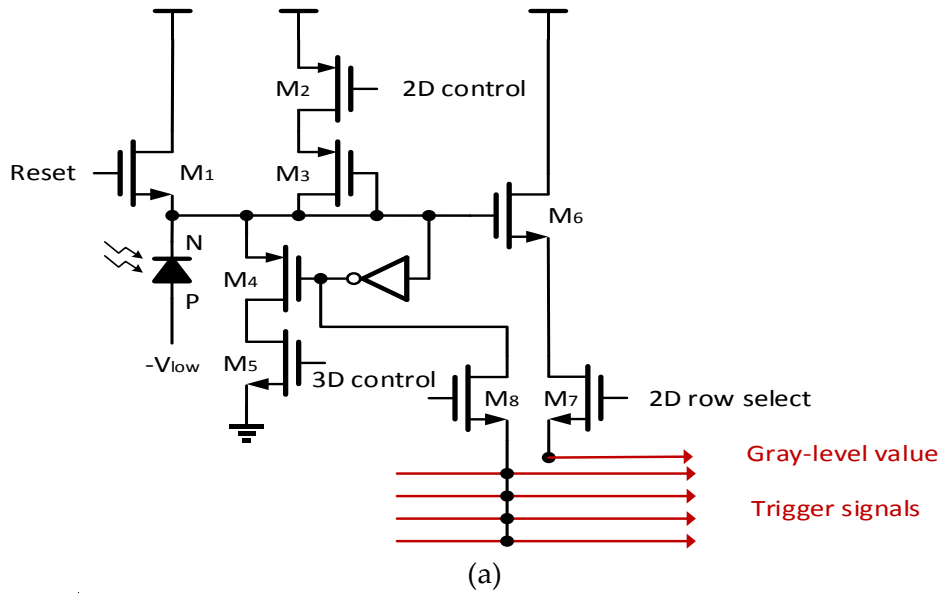 M2
2D control
Reset
M1
M3
M6
N
M4
P
-Vlow
M5
3D control
M8
M7
2D row select
Gray-level value
Trigger signals
(a)